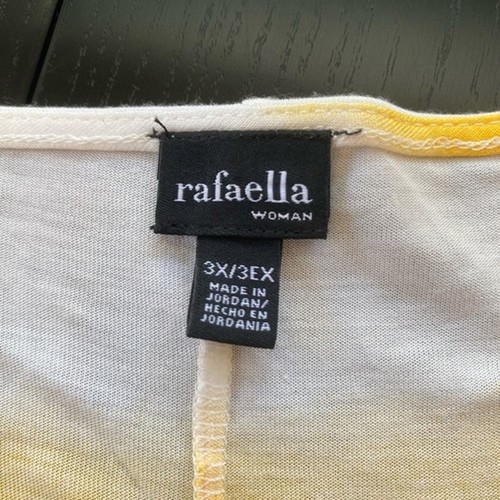 rafaella
WOMAN
3X/3EX
MADE IN
JORDAN/
HECHO EN
JORDANIA